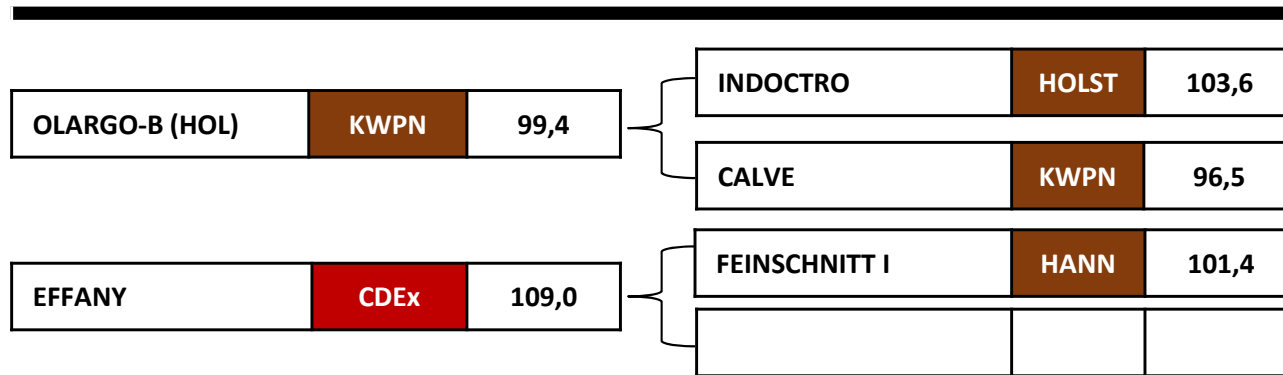 INDOCTRO HOLST 103,6
OLARGO-B (HOL) KWPN 99,4
CALVE KWPN 96,5
FEINSCHNITT I HANN 101,4
EFFANY CDEx 109,0